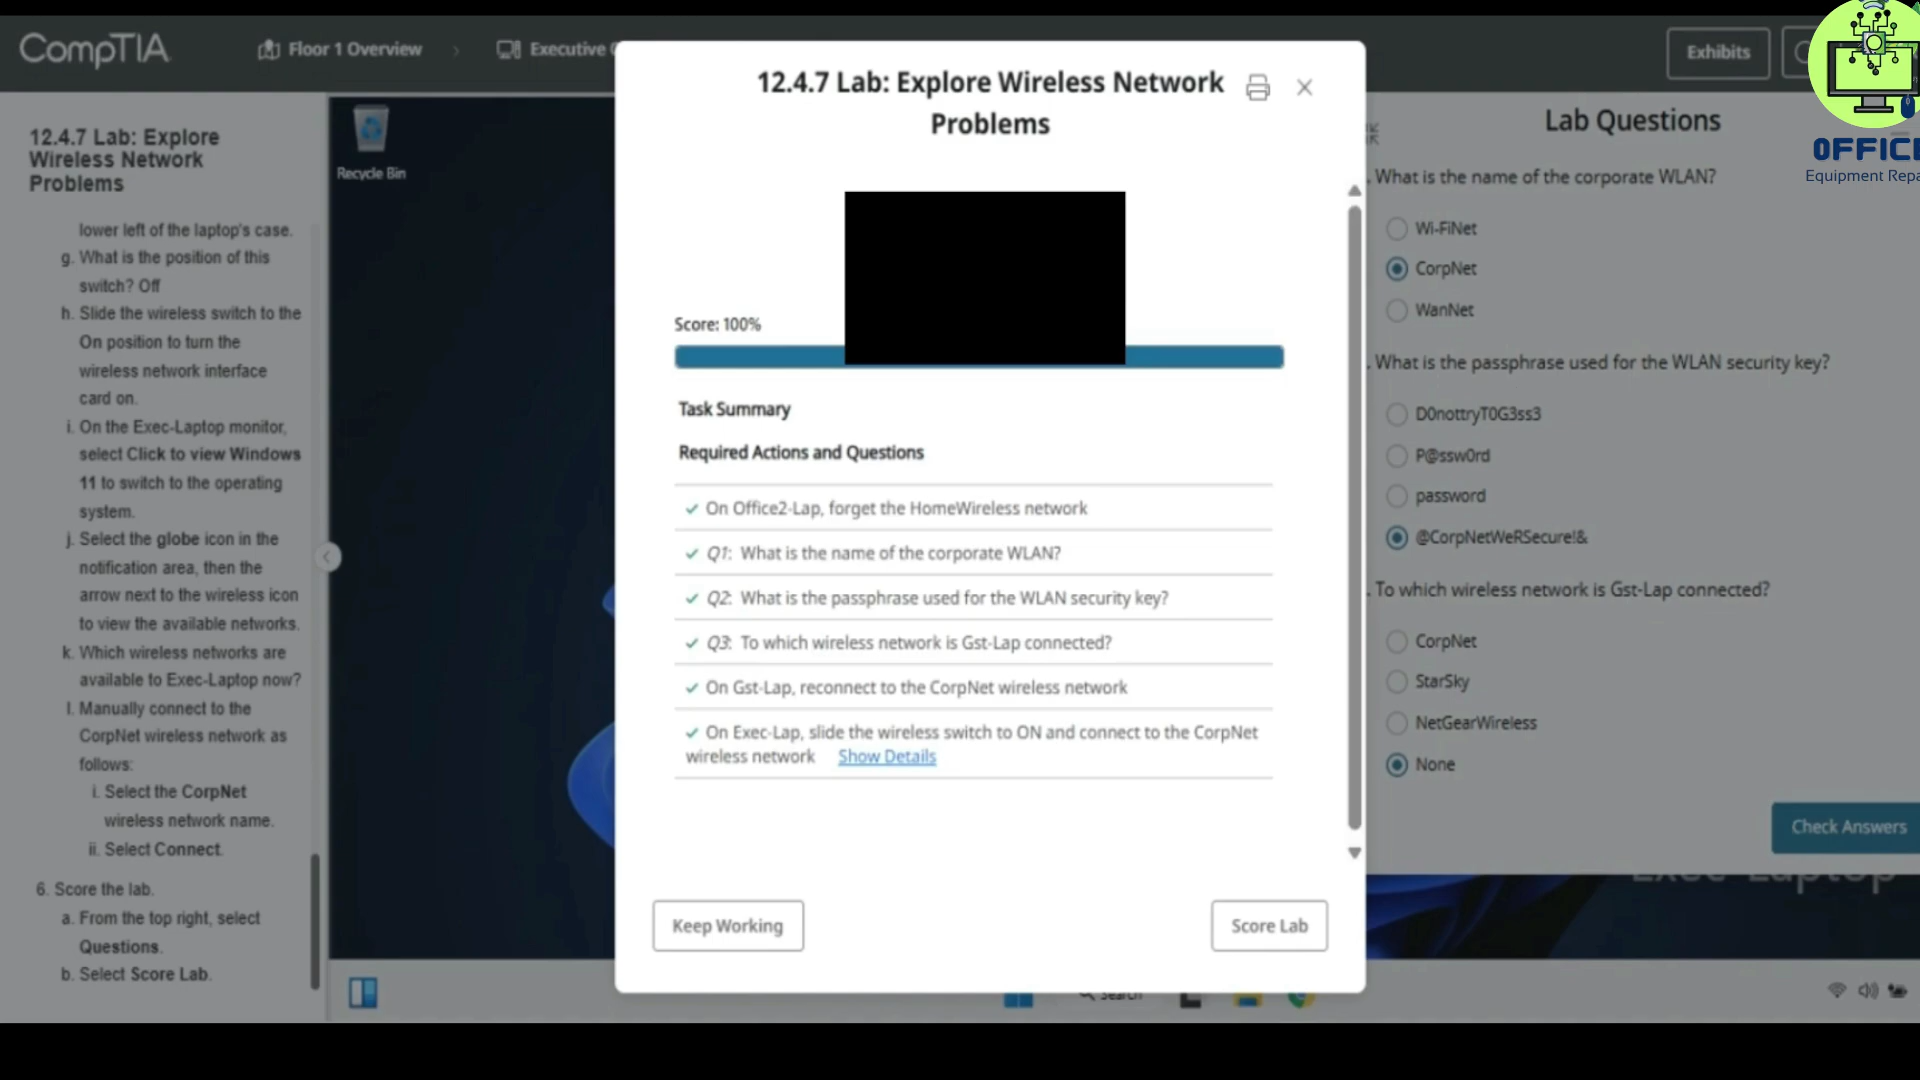 CompTIA
Floor 1 Overview
Executive
Exhibits
OFFICE
Equipment Repa
12.4.7 Lab: Explore
Wireless Network
Problems
lower left of the laptop's case.
g. What is the position of this
switch? Off
h. Slide the wireless switch to the
On position to turn the
wireless network interface
card on.
i. On the Exec-Laptop monitor,
select Click to view Windows
11 to switch to the operating
system.
j. Select the globe icon in the
notification area, then the
arrow next to the wireless icon
to view the available networks.
k. Which wireless networks are
available to Exec-Laptop now?
l. Manually connect to the
CorpNet wireless network as
follows:
i. Select the CorpNet
wireless network name.
ii. Select Connect.
6. Score the lab.
a. From the top right, select
Questions.
b. Select Score Lab.
Recycle Bin
12.4.7 Lab: Explore Wireless Network
Problems
Score: 100%
Task Summary
Required Actions and Questions
On Office2-Lap, forget the HomeWireless network
Q1: What is the name of the corporate WLAN?
Q2: What is the passphrase used for the WLAN security key?
Q3: To which wireless network is Gst-Lap connected?
On Gst-Lap, reconnect to the CorpNet wireless network
On Exec-Lap, slide the wireless switch to ON and connect to the CorpNet
wireless network Show Details
Keep Working
Score Lab
Lab Questions
. What is the name of the corporate WLAN?
Wi-FiNet
CorpNet
WanNet
. What is the passphrase used for the WLAN security key?
D0nottryT0G3ss3
P@ssw0rd
password
@CorpNetWeRSecure!&
. To which wireless network is Gst-Lap connected?
CorpNet
StarSky
NetGearWireless
None
Check Answers
Exec-Laptop
Search